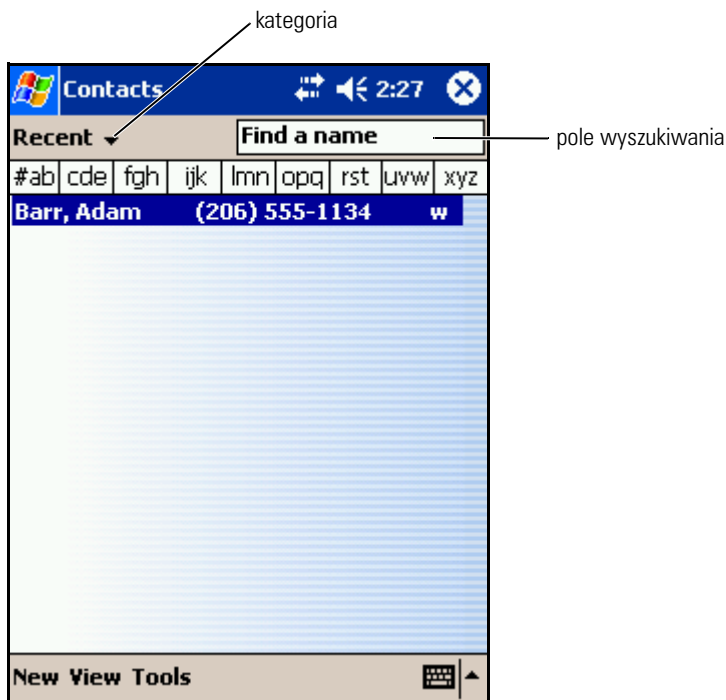 kategoria
Contacts 2:27
Recent Find a name
pole wyszukiwania
#ab cde fgh ijk lmn opq rst uvw xyz
Barr, Adam (206) 555-1134 w
New View Tools